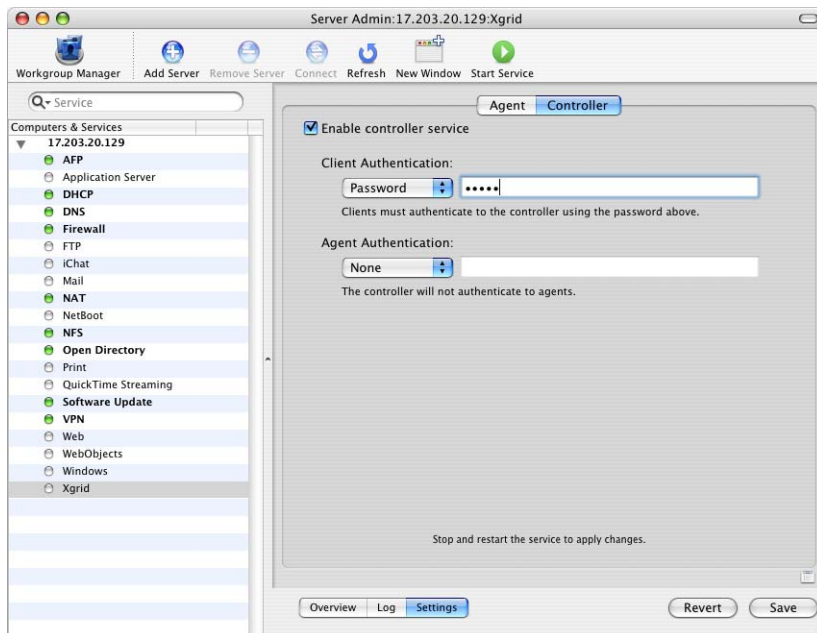 Server Admin:17.203.20.129:Xgrid
Workgroup Manager Add Server Remove Server Connect Refresh New Window Start Service
Service
Computers & Services
17.203.20.129
AFP
Application Server
DHCP
DNS
Firewall
FTP
iChat
Mail
NAT
NetBoot
NFS
Open Directory
Print
QuickTime Streaming
Software Update
VPN
Web
WebObjects
Windows
Xgrid
Agent Controller
Enable controller service
Client Authentication:
Password •••••
Clients must authenticate to the controller using the password above.
Agent Authentication:
None
The controller will not authenticate to agents.
Stop and restart the service to apply changes.
Overview Log Settings Revert Save